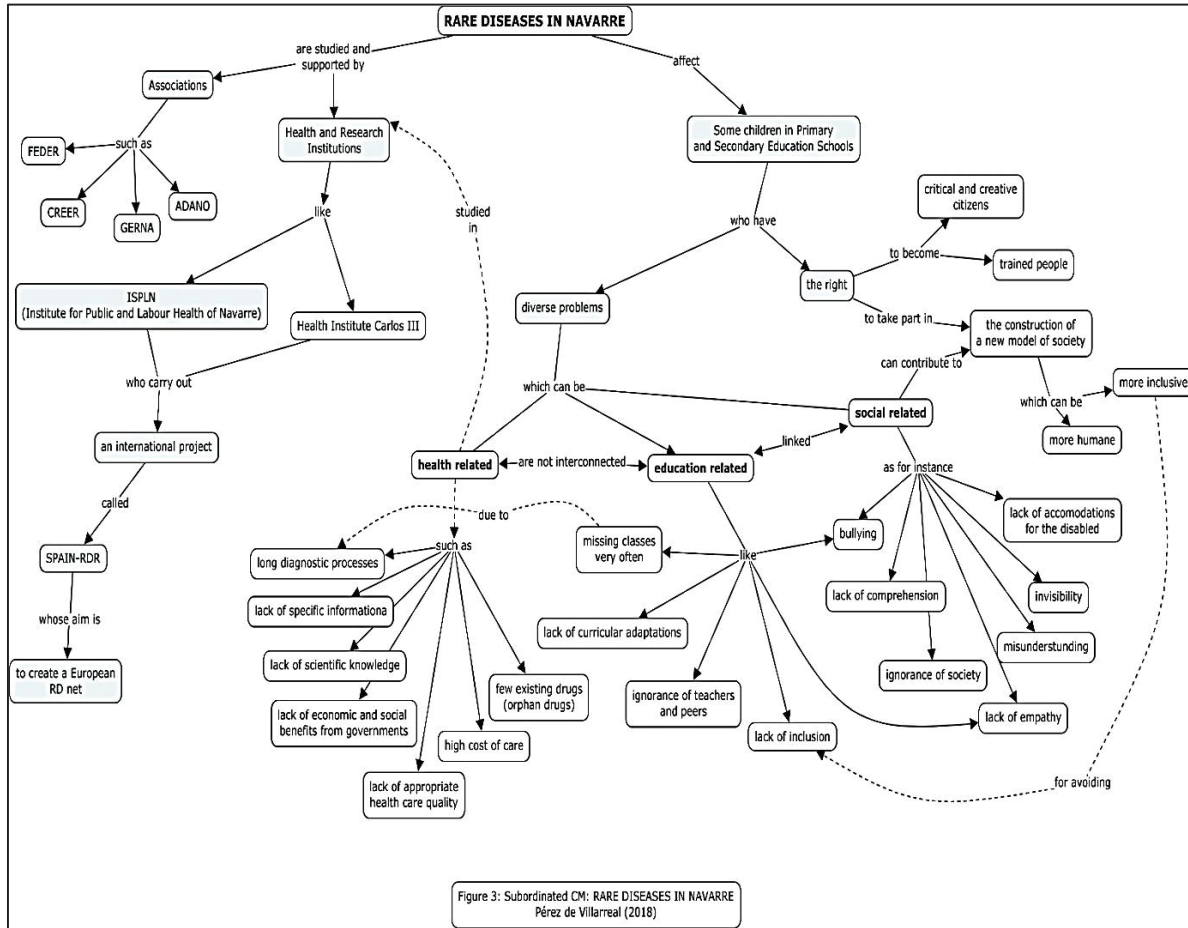 RARE DISEASES IN NAVARRE
are studied and
supported by
affect
Associations
such as
FEDER
CREER
GERNA
ADANO
Health and Research
Institutions
like
studied
in
ISPLN
(Institute for Public and Labour Health of Navarre)
Health Institute Carlos III
who carry out
an international project
called
SPAIN-RDR
whose aim is
to create a European
RD net
Some children in Primary
and Secondary Education Schools
who have
critical and creative
citizens
to become
trained people
the right
diverse problems
to take part in
the construction of
a new model of society
can contribute to
which can be
more inclusive
more humane
which can be
social related
linked
health related
are not interconnected
education related
as for instance
lack of accomodations
for the disabled
due to
missing classes
very often
bullying
such as
like
long diagnostic processes
lack of specific informationa
lack of scientific knowledge
lack of economic and social
benefits from governments
few existing drugs
(orphan drugs)
high cost of care
lack of appropriate
health care quality
lack of curricular adaptations
ignorance of teachers
and peers
lack of inclusion
lack of comprehension
invisibility
misunderstunding
ignorance of society
lack of empathy
for avoiding
Figure 3: Subordinated CM: RARE DISEASES IN NAVARRE
Pérez de Villarreal (2018)